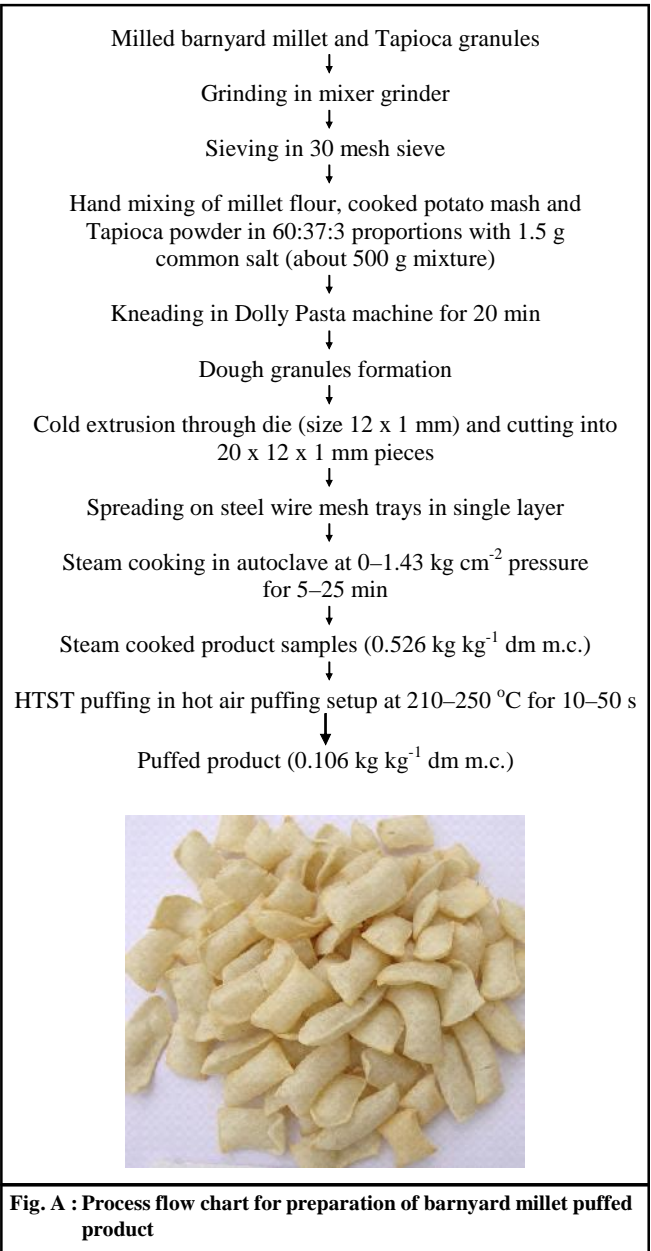 Milled barnyard millet and Tapioca granules
Grinding in mixer grinder
Sieving in 30 mesh sieve
Hand mixing of millet flour, cooked potato mash and
Tapioca powder in 60:37:3 proportions with 1.5 g
common salt (about 500 g mixture)
Kneading in Dolly Pasta machine for 20 min
Dough granules formation
Cold extrusion through die (size 12 x 1 mm) and cutting into
20 x 12 x 1 mm pieces
Spreading on steel wire mesh trays in single layer
Steam cooking in autoclave at 0–1.43 kg cm⁻² pressure
for 5–25 min
Steam cooked product samples (0.526 kg kg⁻¹ dm m.c.)
HTST puffing in hot air puffing setup at 210–250 °C for 10–50 s
Puffed product (0.106 kg kg⁻¹ dm m.c.)
Fig. A : Process flow chart for preparation of barnyard millet puffed
product